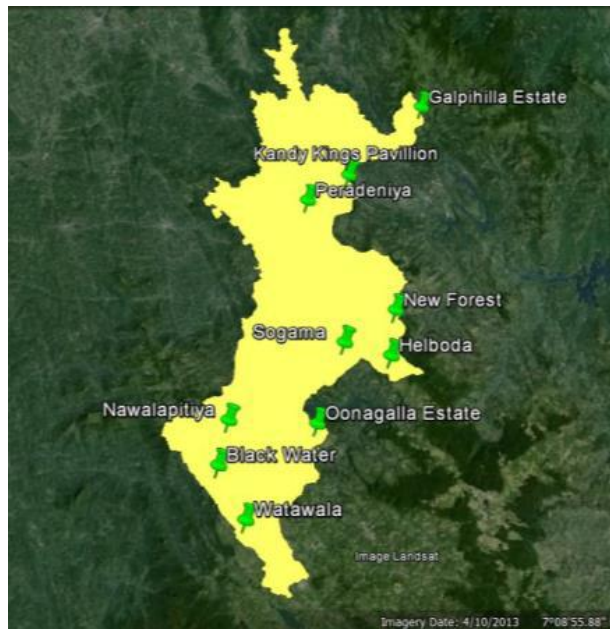 Galpihilla Estate
Kandy Kings Pavillion
Peradeniya
New Forest
Sogama
Helboda
Nawalapitiya
Oonagalla Estate
Black Water
Watawala
Image Landsat
Imagery Date: 4/10/2013 7°08'55.88"